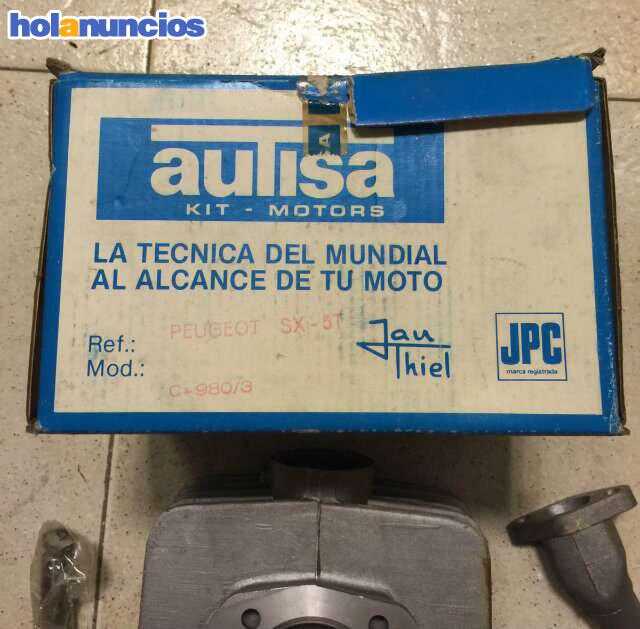 holanuncios
SA
autisa
KIT - MOTORS
LA TECNICA DEL MUNDIAL
AL ALCANCE DE TU MOTO
PEUGEOT SX-5T
Ref.:
Mod.:
C-980/3
Jan
Thiel
JPC
marca registrada